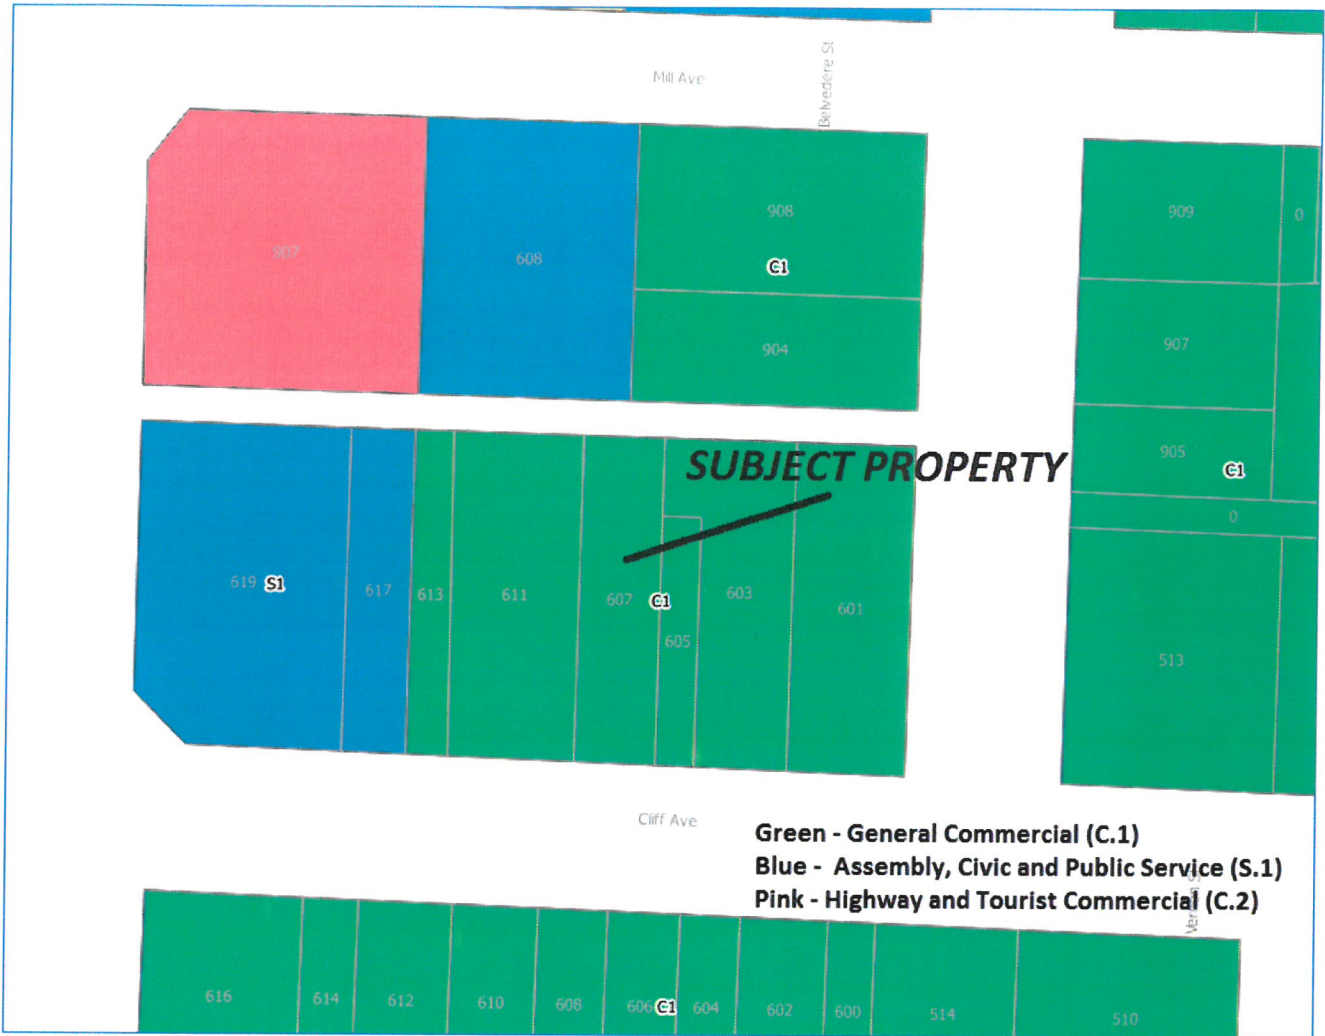 Mill Ave
Belvedere St
907
608
908
C1
904
909
0
907
905
C1
0
513
SUBJECT PROPERTY
619 S1
617
613
611
607
C1
605
603
601
Cliff Ave
Green - General Commercial (C.1)
Blue - Assembly, Civic and Public Service (S.1)
Pink - Highway and Tourist Commercial (C.2)
Vernon St
616
614
612
610
608
606 C1
604
602
600
514
510